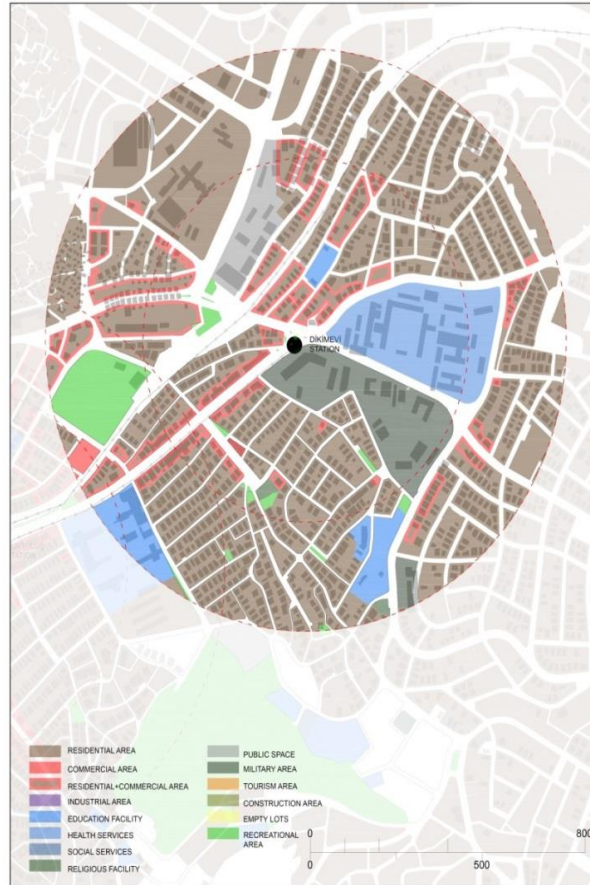 DİKİMEVİ
STATION
STATION
RESIDENTIAL AREA
COMMERCIAL AREA
RESIDENTIAL+COMMERCIAL AREA
INDUSTRIAL AREA
EDUCATION FACILITY
HEALTH SERVICES
SOCIAL SERVICES
RELIGIOUS FACILITY
PUBLIC SPACE
MILITARY AREA
TOURISM AREA
CONSTRUCTION AREA
EMPTY LOTS
RECREATIONAL
AREA
0 800
0 500